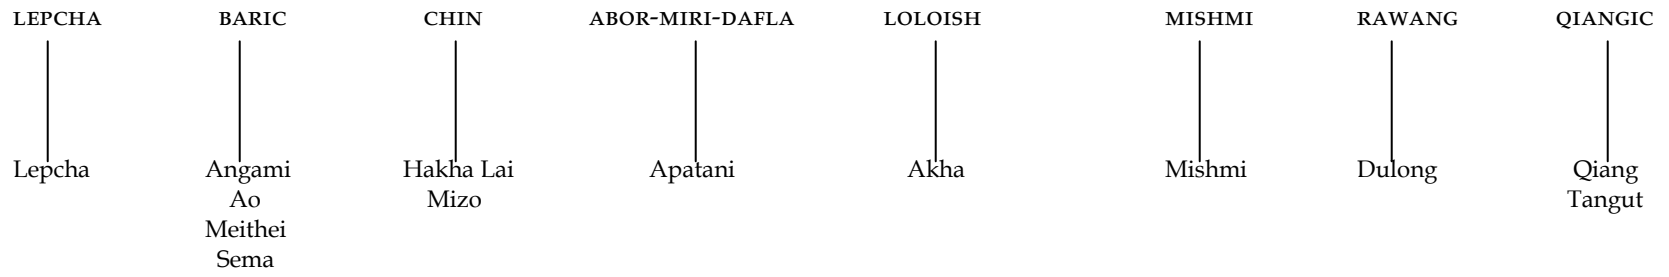 LEPCHA BARIC CHIN ABOR-MIRI-DAFLA LOLOISH MISHMI RAWANG QIANGIC
Lepcha Angami Hakha Lai Apatani Akha Mishmi Dulong Qiang
Ao Mizo Tangut
Meithei
Sema